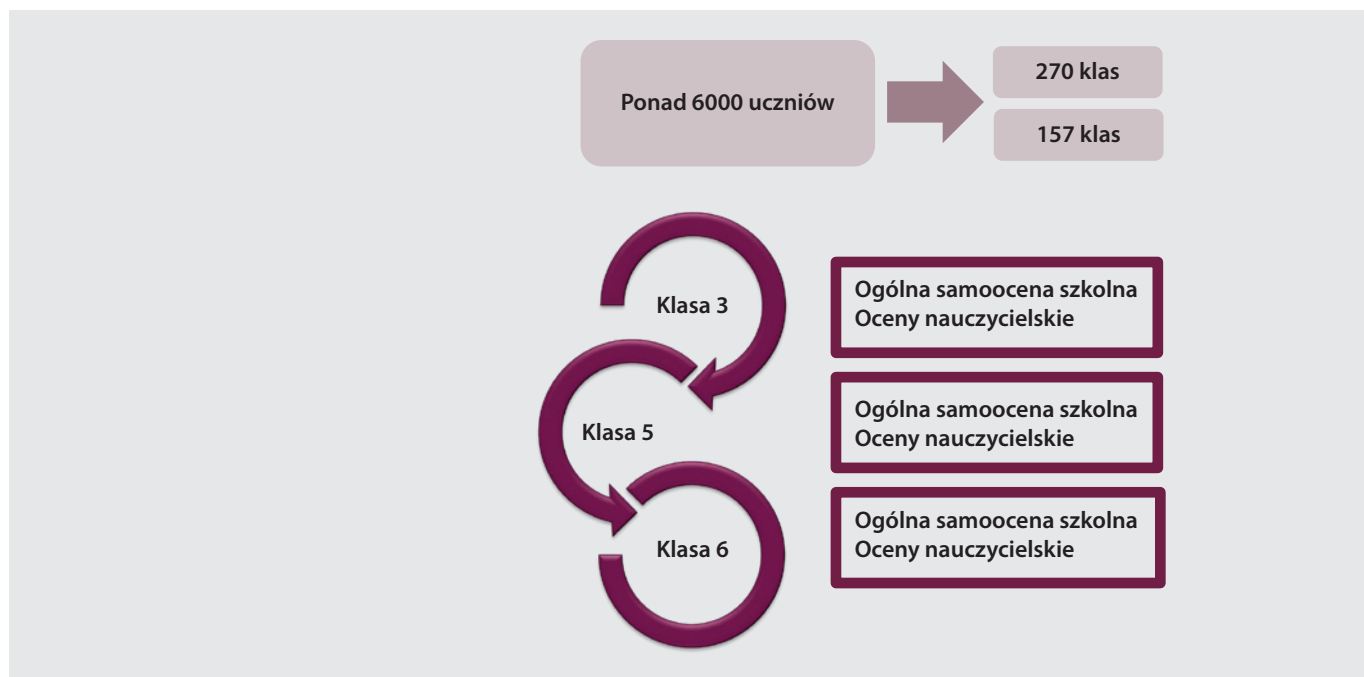 Ponad 6000 uczniów
270 klas
157 klas
Klasa 3
Ogólna samoocena szkolna
Oceny nauczycielskie
Klasa 5
Ogólna samoocena szkolna
Oceny nauczycielskie
Klasa 6
Ogólna samoocena szkolna
Oceny nauczycielskie